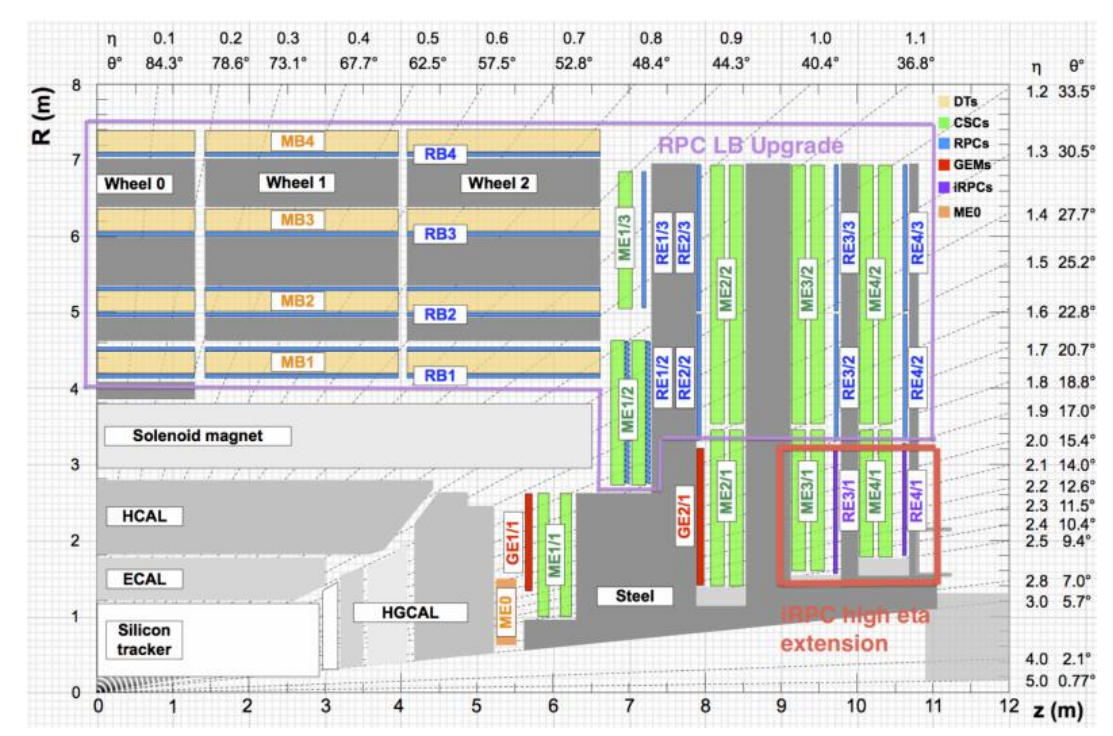 η 0.1 0.2 0.3 0.4 0.5 0.6 0.7 0.8 0.9 1.0 1.1
θ° 84.3° 78.6° 73.1° 67.7° 62.5° 57.5° 52.8° 48.4° 44.3° 40.4° 36.8°
η θ°
1.2 33.5°
1.3 30.5°
1.4 27.7°
1.5 25.2°
1.6 22.8°
1.7 20.7°
1.8 18.8°
1.9 17.0°
2.0 15.4°
2.1 14.0°
2.2 12.6°
2.3 11.5°
2.4 10.4°
2.5 9.4°
2.8 7.0°
3.0 5.7°
4.0 2.1°
5.0 0.77°
R (m)
8
7
6
5
4
3
2
1
0
DTs
CSCs
RPCs
GEMs
iRPCs
ME0
RPC LB Upgrade
MB4
RB4
Wheel 0 Wheel 1 Wheel 2
MB3
RB3
MB2
RB2
MB1
RB1
ME1/3
RE1/3
RE2/3
ME2/2
ME3/2
RE3/3
ME4/2
RE4/3
ME1/2
RE1/2
RE2/2
RE3/2
RE4/2
Solenoid magnet
HCAL
ECAL
Silicon
tracker
HGCAL
ME0
GE1/1
ME1/1
GE2/1
ME2/1
ME3/1
RE3/1
ME4/1
RE4/1
Steel
iRPC high eta
extension
0 1 2 3 4 5 6 7 8 9 10 11 12 z (m)